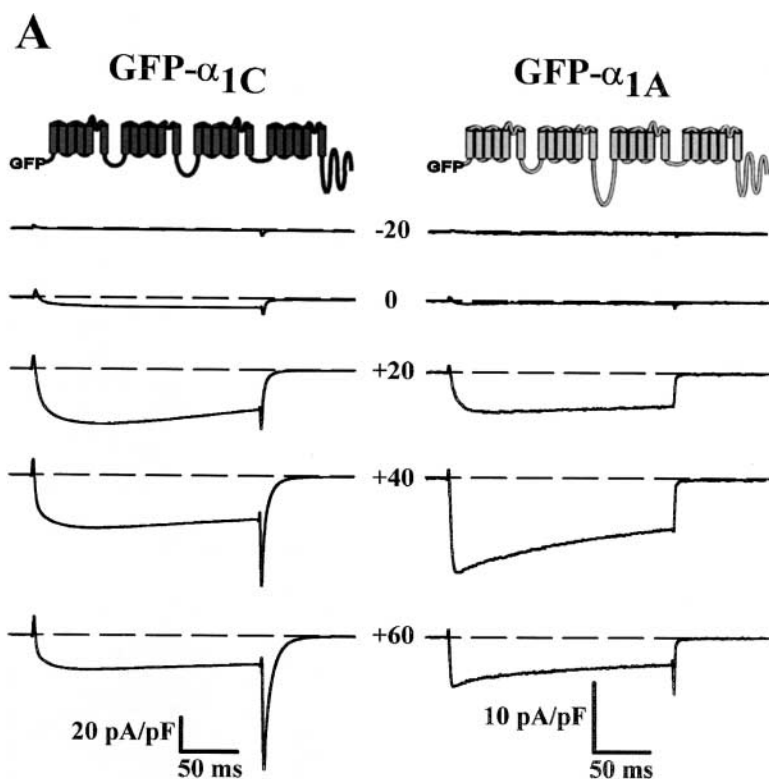 A
GFP-α1C
GFP-α1A
GFP
GFP
-20
0
+20
+40
+60
20 pA/pF
50 ms
10 pA/pF
50 ms